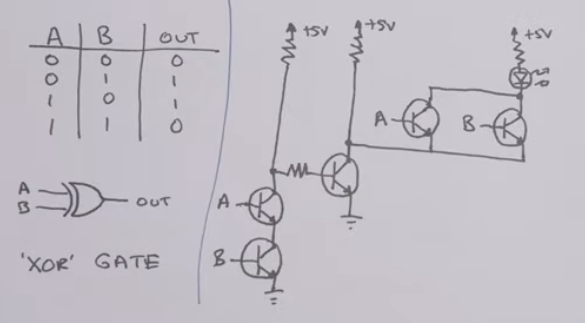 A B OUT
0 0 0
0 1 1
1 0 1
1 1 0
A
B
OUT
'XOR' GATE
+5V
+5V
+5V
A
B
A
B